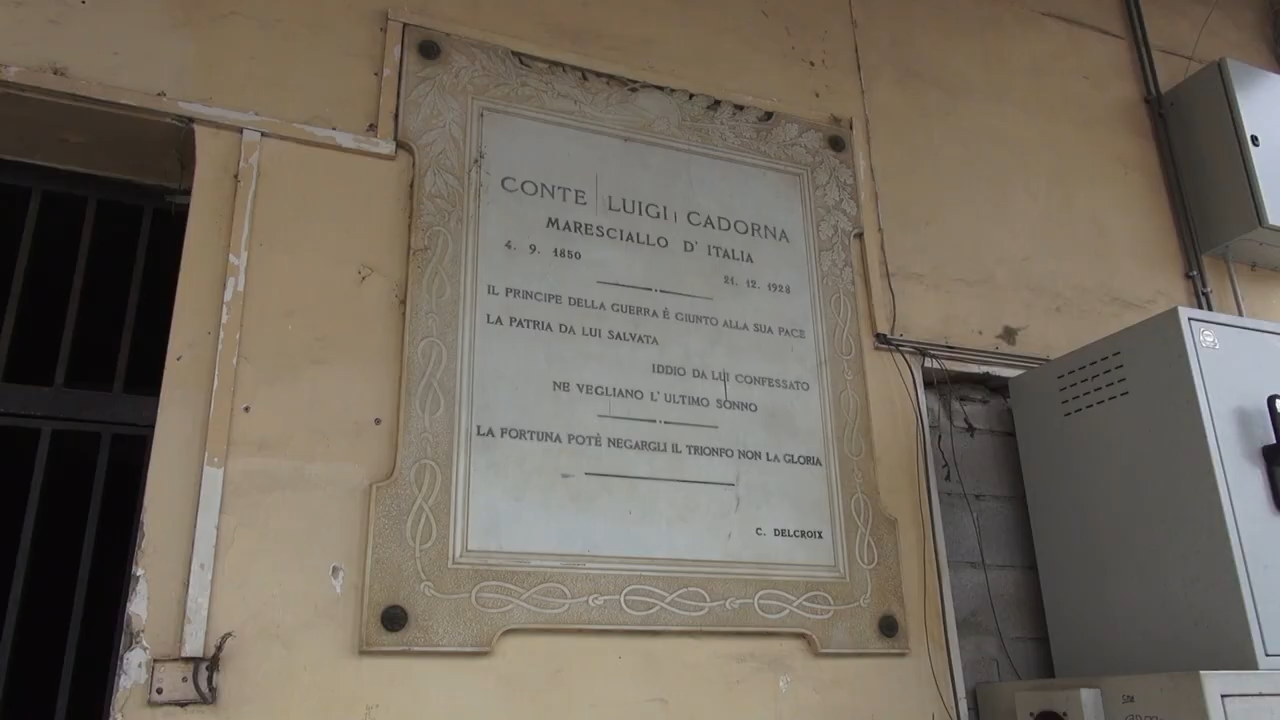 CONTE LUIGI CADORNA
MARESCIALLO D' ITALIA
4. 9. 1850
21. 12. 1928
IL PRINCIPE DELLA GUERRA È GIUNTO ALLA SUA PACE
LA PATRIA DA LUI SALVATA
IDDIO DA LUI CONFESSATO
NE VEGLIANO L' ULTIMO SONNO
LA FORTUNA POTÈ NEGARGLI IL TRIONFO NON LA GLORIA
C. DELCROIX